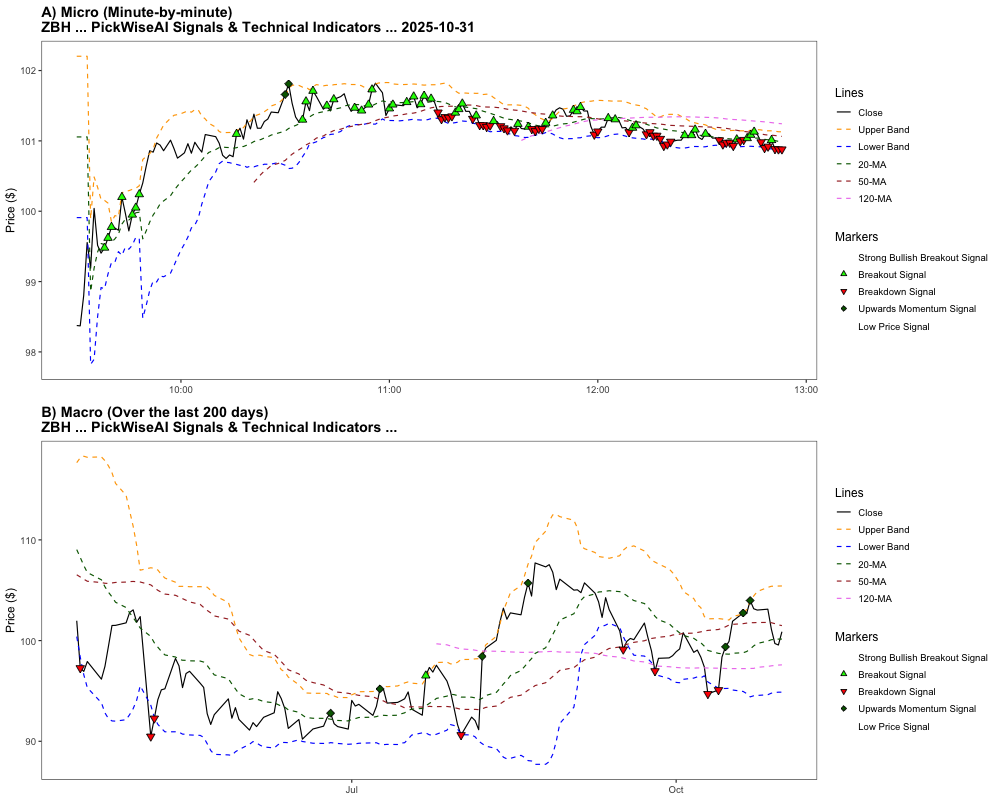 A) Micro (Minute-by-minute)
ZBH ... PickWiseAI Signals & Technical Indicators ... 2025-10-31
Price ($)
102
101
100
99
98
10:00
11:00
12:00
13:00
Lines
Close
Upper Band
Lower Band
20-MA
50-MA
120-MA
Markers
Strong Bullish Breakout Signal
Breakout Signal
Breakdown Signal
Upwards Momentum Signal
Low Price Signal
B) Macro (Over the last 200 days)
ZBH ... PickWiseAI Signals & Technical Indicators ...
Price ($)
110
100
90
Jul
Oct
Lines
Close
Upper Band
Lower Band
20-MA
50-MA
120-MA
Markers
Strong Bullish Breakout Signal
Breakout Signal
Breakdown Signal
Upwards Momentum Signal
Low Price Signal